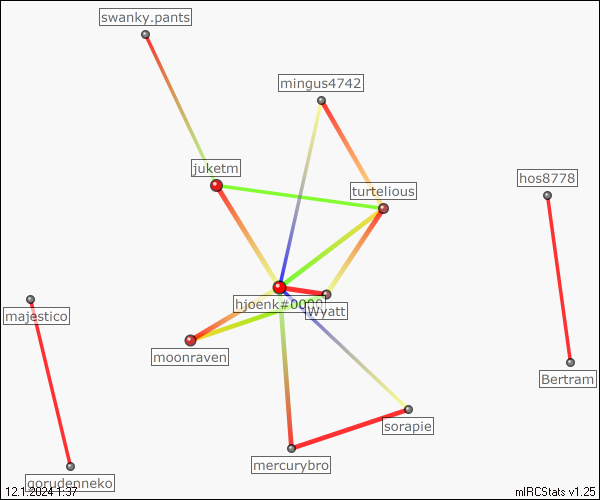 swanky.pants
mingus4742
juketm
hos8778
turtelious
hjoenk#0000
Wyatt
majestico
moonraven
Bertram
sorapie
mercurybro
gorudenneko
12.1.2024 1:37
mIRCStats v1.25